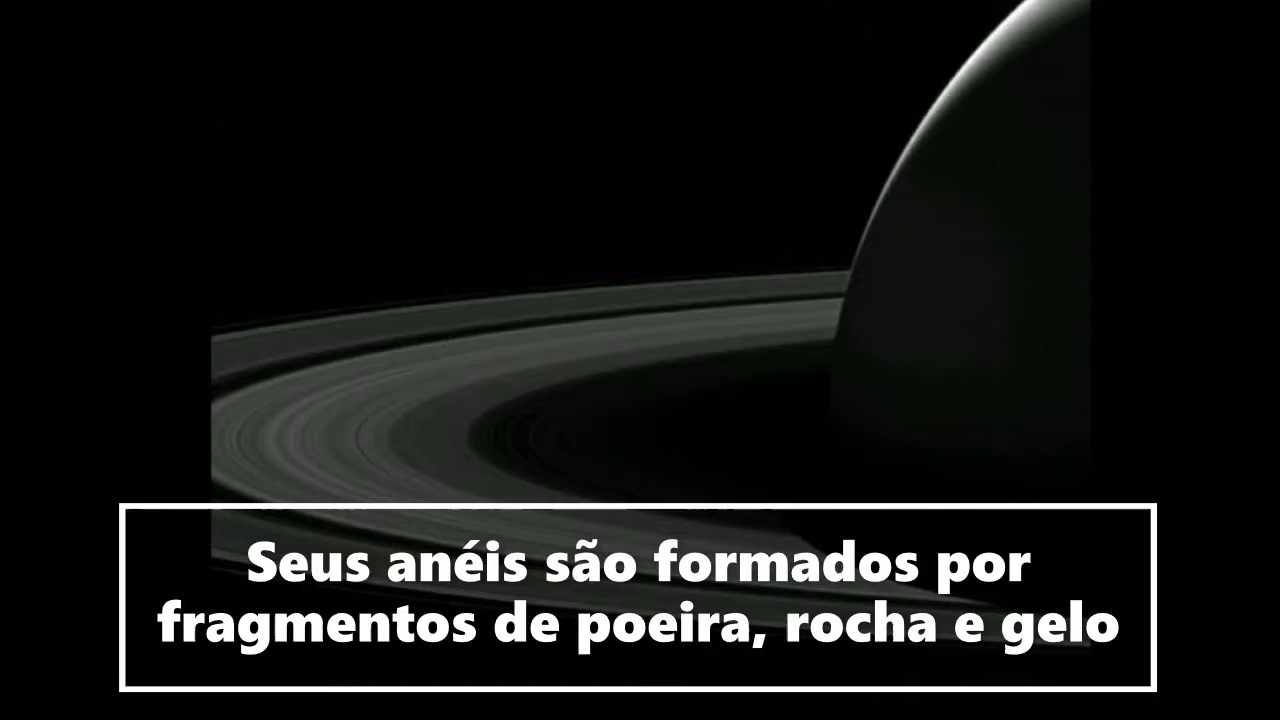 Seus anéis são formados por
fragmentos de poeira, rocha e gelo